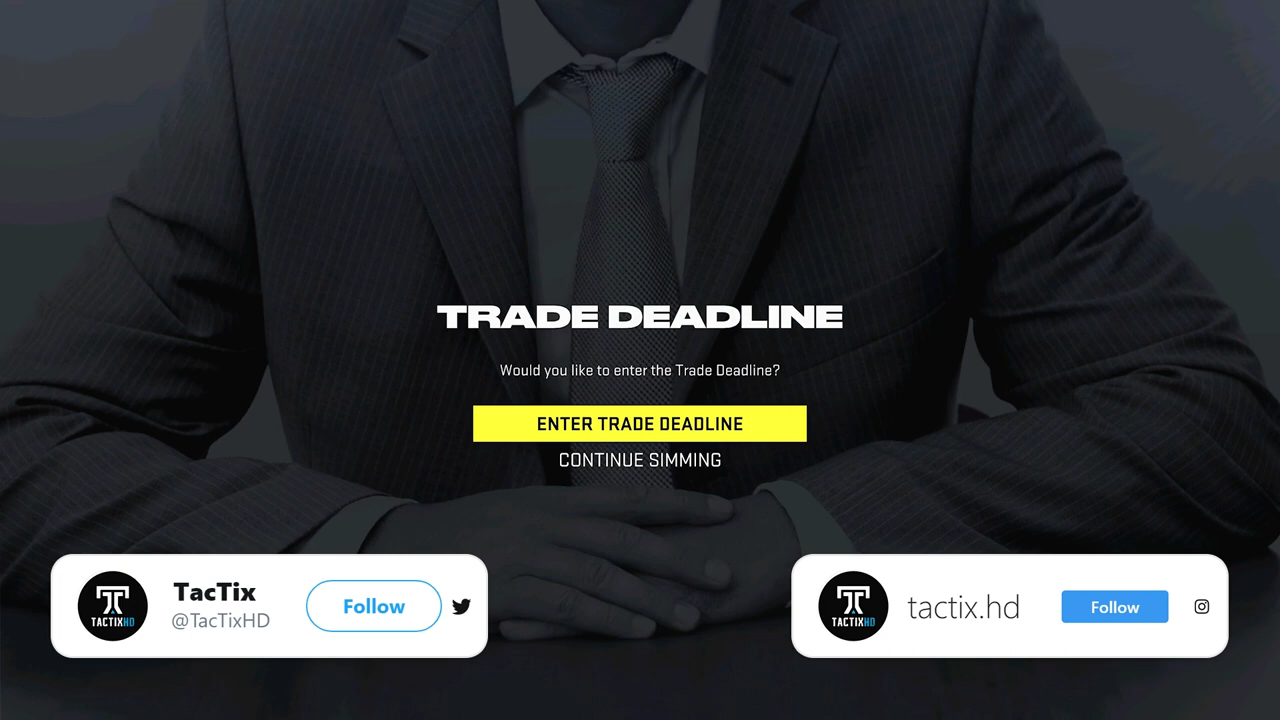 TRADE DEADLINE
Would you like to enter the Trade Deadline?
ENTER TRADE DEADLINE
CONTINUE SIMMING
TacTix
@TacTixHD
Follow
TACTIXHD
tactix.hd
Follow
TACTIXHD